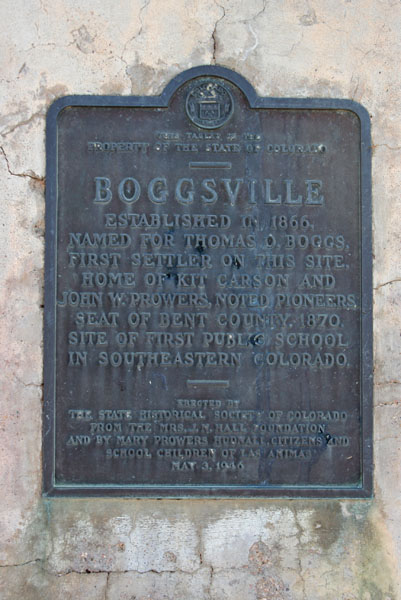 THIS TABLET IS THE
PROPERTY OF THE STATE OF COLORADO
BOGGSVILLE
ESTABLISHED IN 1866.
NAMED FOR THOMAS O. BOGGS,
FIRST SETTLER ON THIS SITE.
HOME OF KIT CARSON AND
JOHN W. PROWERS, NOTED PIONEERS.
SEAT OF BENT COUNTY, 1870.
SITE OF FIRST PUBLIC SCHOOL
IN SOUTHEASTERN COLORADO.
ERECTED BY
THE STATE HISTORICAL SOCIETY OF COLORADO
FROM THE MRS. J. N. HALL FOUNDATION
AND BY MARY PROWERS HUDNALL, CITIZENS AND
SCHOOL CHILDREN OF LAS ANIMAS
MAY 3, 1946